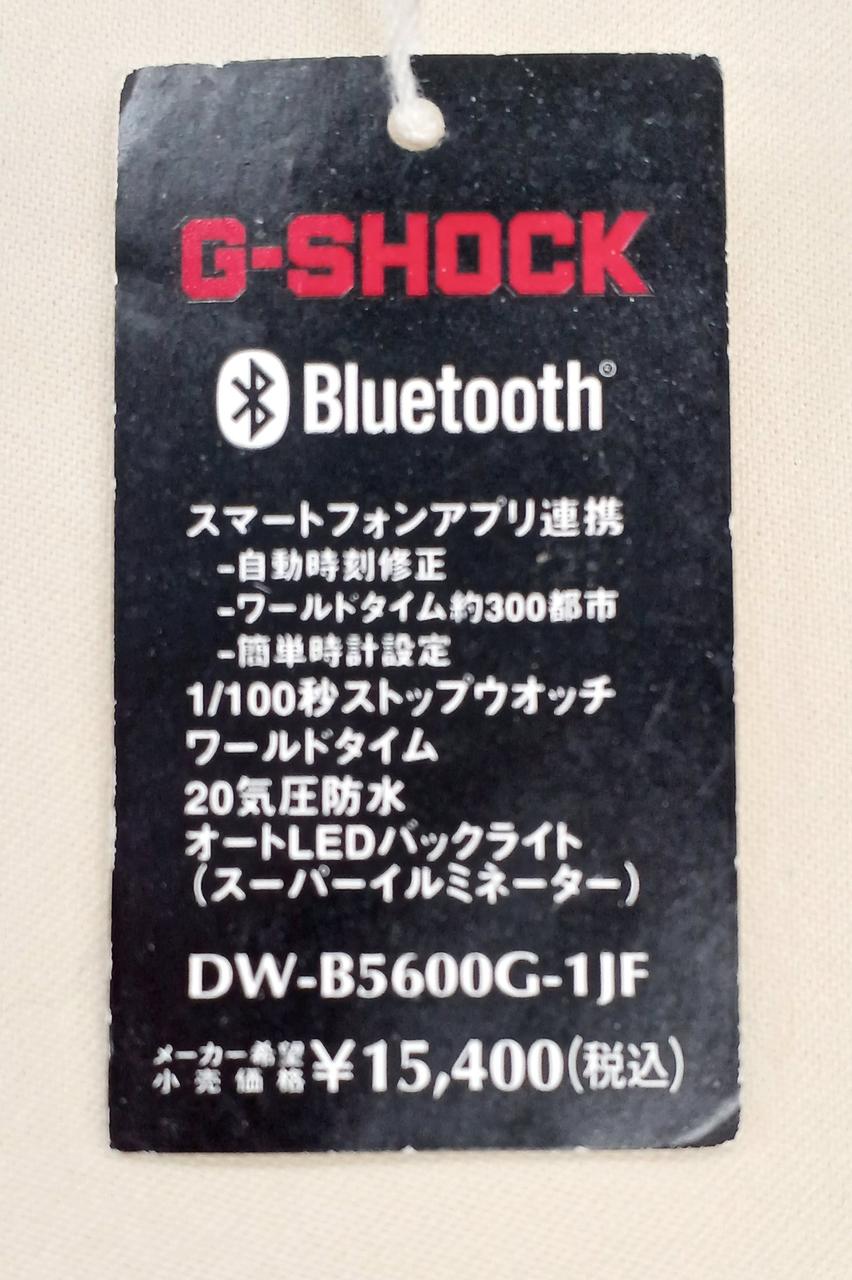 G-SHOCK
Bluetooth®
スマートフォンアプリ連携
-自動時刻修正
-ワールドタイム約300都市
-簡単時計設定
1/100秒ストップウオッチ
ワールドタイム
20気圧防水
オートLEDバックライト
(スーパーイルミネーター)
DW-B5600G-1JF
メーカー希望
小売価格 ¥15,400(税込)